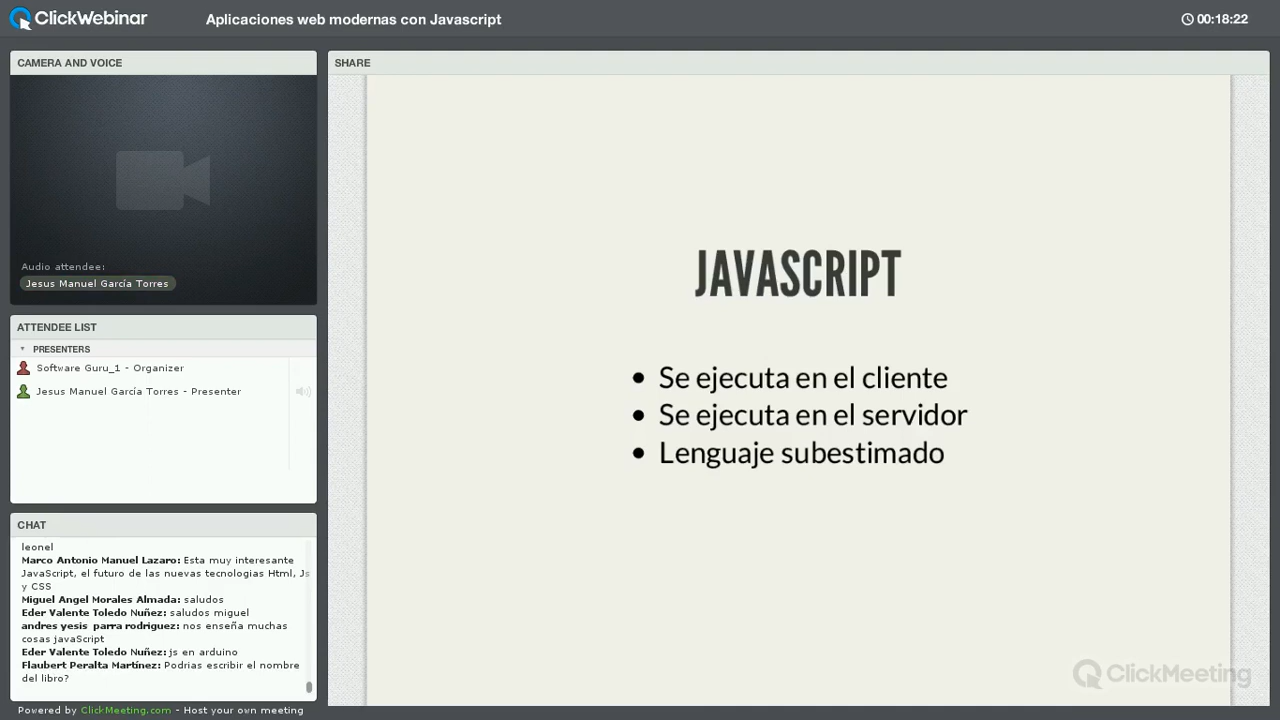 ClickWebinar
Aplicaciones web modernas con Javascript
00:18:22
CAMERA AND VOICE
Audio attendee:
Jesus Manuel García Torres
ATTENDEE LIST
PRESENTERS
Software Guru_1 - Organizer
Jesus Manuel García Torres - Presenter
CHAT
leonel
Marco Antonio Manuel Lazaro: Esta muy interesante
JavaScript, el futuro de las nuevas tecnologias Html, Js
y CSS
Miguel Angel Morales Almada: saludos
Eder Valente Toledo Nuñez: saludos miguel
andres yesis parra rodriguez: nos enseña muchas
cosas javaScript
Eder Valente Toledo Nuñez: js en arduino
Flaubert Peralta Martínez: Podrias escribir el nombre
del libro?
Powered by ClickMeeting.com - Host your own meeting
SHARE
JAVASCRIPT
• Se ejecuta en el cliente
• Se ejecuta en el servidor
• Lenguaje subestimado
ClickMeeting